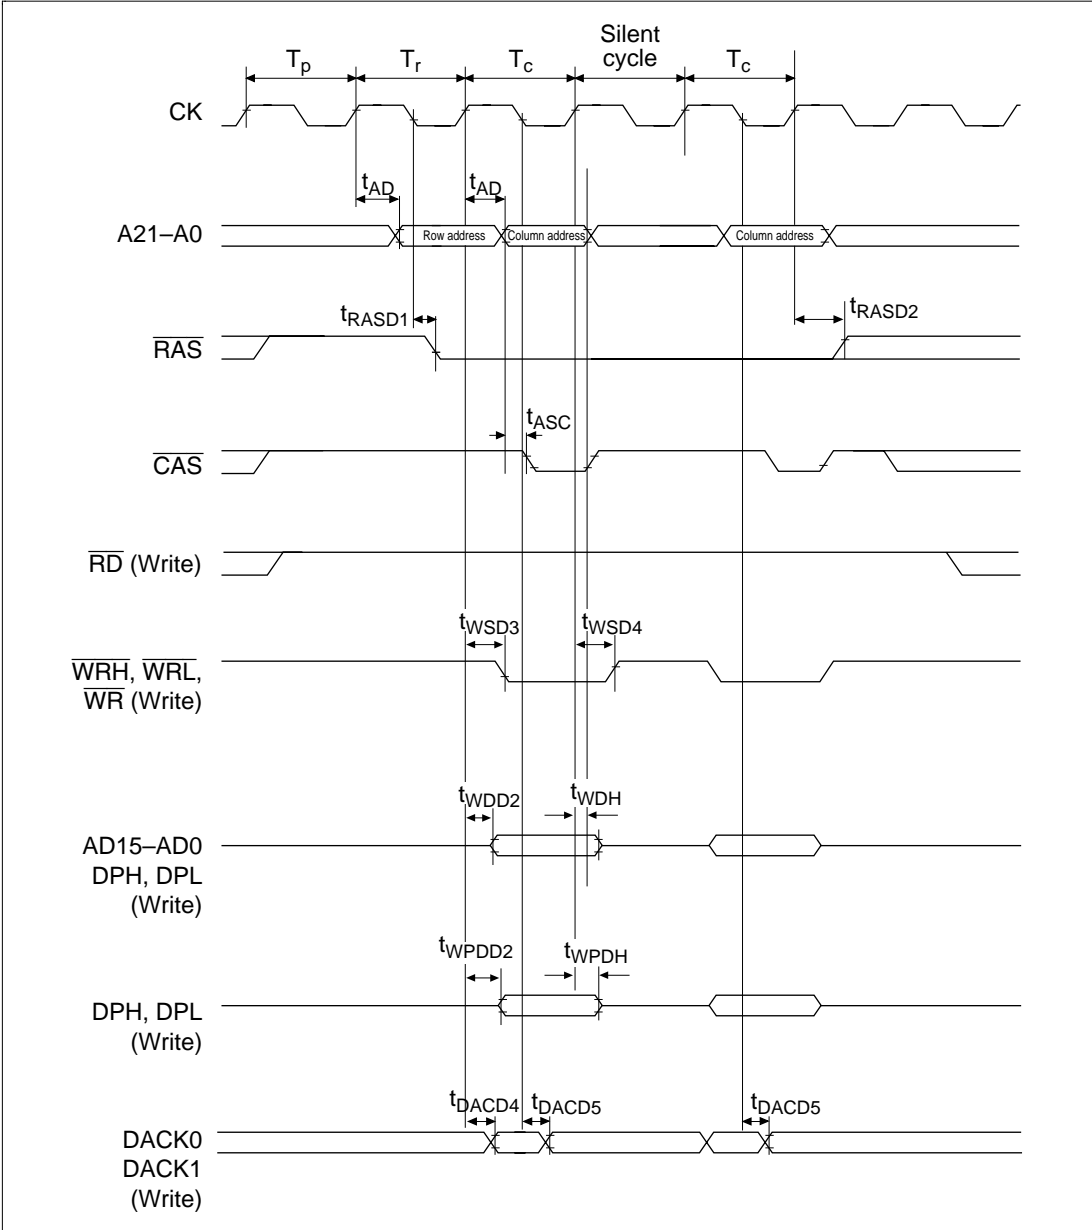 Silent
cycle
Tp Tr Tc Tc
CK
tAD tAD
A21–A0
Row address Column address Column address
tRASD1 tRASD2
RAS
tASC
CAS
RD (Write)
tWSD3 tWSD4
WRH, WRL,
WR (Write)
tWDD2 tWDH
AD15–AD0
DPH, DPL
(Write)
tWPDD2 tWPDH
DPH, DPL
(Write)
tDACD4 tDACD5 tDACD5
DACK0
DACK1
(Write)